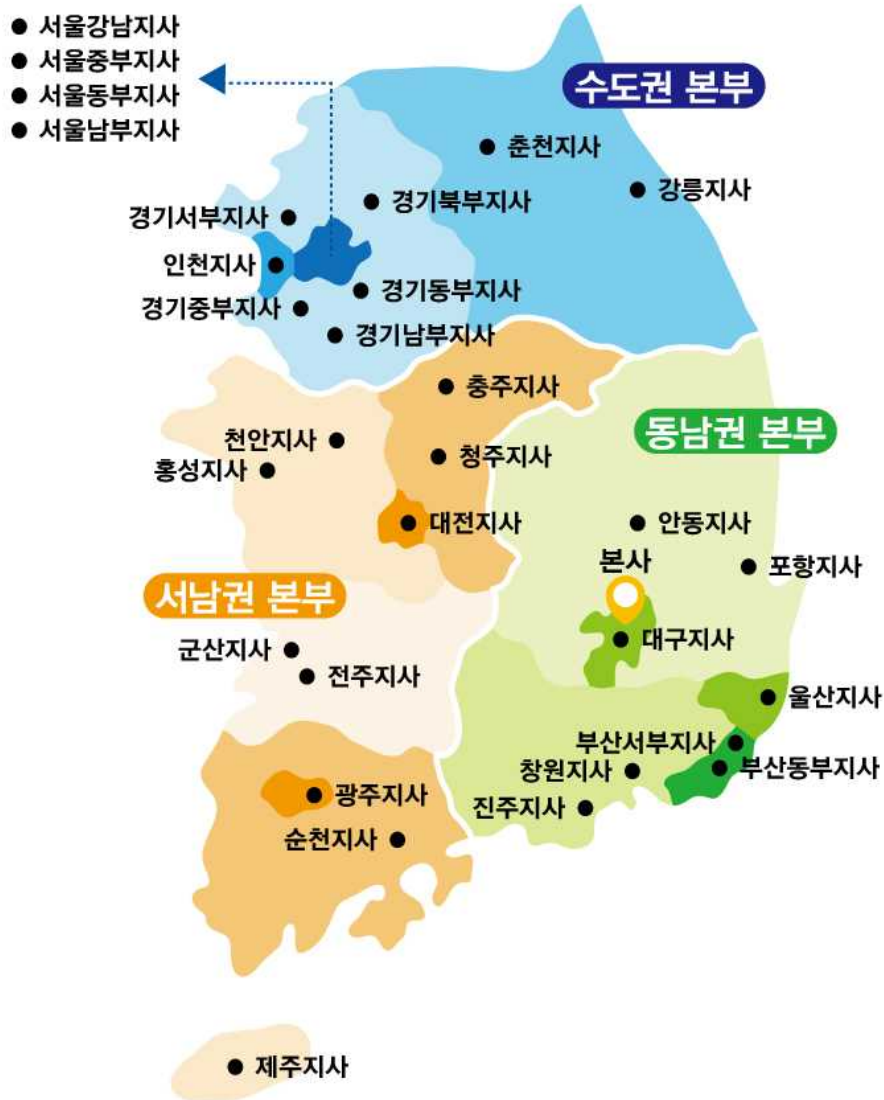 서울강남지사
서울중부지사
서울동부지사
서울남부지사
수도권 본부
춘천지사
강릉지사
경기북부지사
경기서부지사
인천지사
경기동부지사
경기중부지사
경기남부지사
충주지사
동남권 본부
천안지사
청주지사
홍성지사
대전지사
안동지사
본사
포항지사
서남권 본부
대구지사
군산지사
전주지사
울산지사
부산서부지사
창원지사
부산동부지사
광주지사
진주지사
순천지사
제주지사